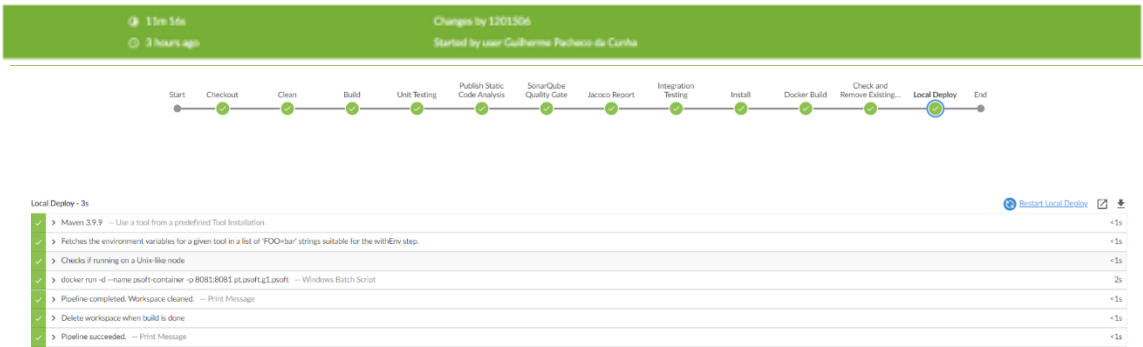 11m 16s
Changes by 1201506
3 hours ago
Started by user Guilherme Pacheco da Cunha
Start
Checkout
Clean
Build
Unit Testing
Publish Static
Code Analysis
SonarQube
Quality Gate
Jacoco Report
Integration
Testing
Install
Docker Build
Check and
Remove Existing...
Local Deploy
End
Local Deploy - 3s
Restart Local Deploy
Maven 3.9.9 — Use a tool from a predefined Tool Installation
<1s
Fetches the environment variables for a given tool in a list of 'FOO=bar' strings suitable for the withEnv step.
<1s
Checks if running on a Unix-like node
<1s
docker run -d --name psoft-container -p 8081:8081 pt.psoft.g1.psoft — Windows Batch Script
2s
Pipeline completed. Workspace cleaned. — Print Message
<1s
Delete workspace when build is done
<1s
Pipeline succeeded. — Print Message
<1s